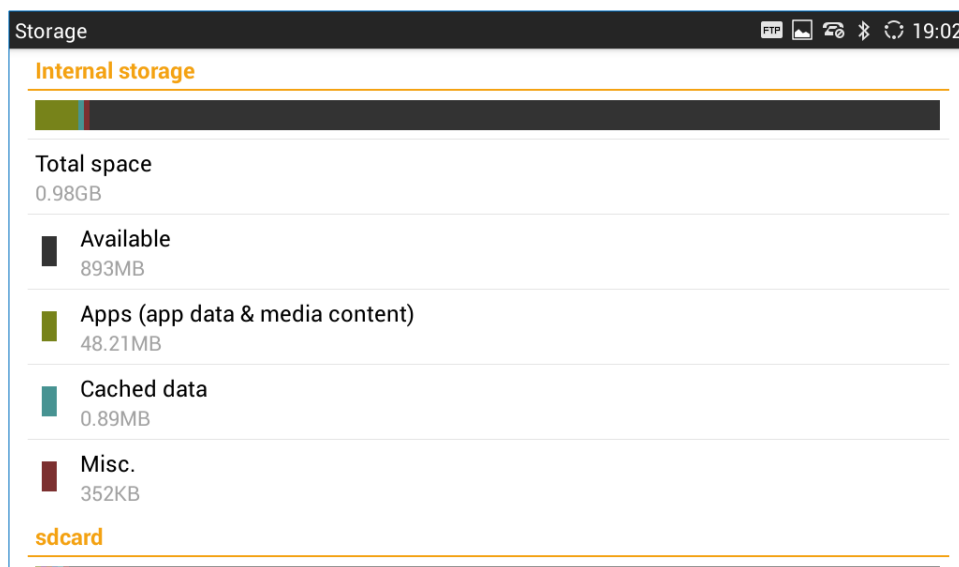 Storage
FTP 19:02
Internal storage
Total space
0.98GB
Available
893MB
Apps (app data & media content)
48.21MB
Cached data
0.89MB
Misc.
352KB
sdcard